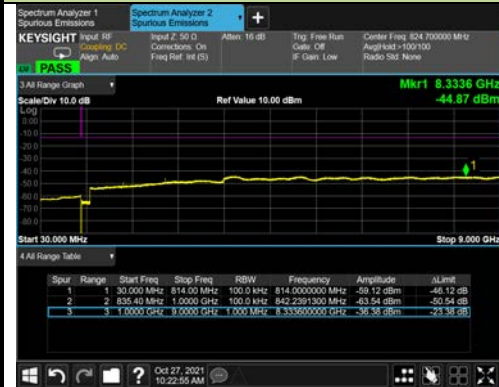 Spectrum Analyzer 1
Spurious Emissions
Spectrum Analyzer 2
Spurious Emissions
+
KEYSIGHT
Input: RF
Coupling: DC
Align: Auto
Input Z: 50 Ω
Corrections: On
Freq Ref: Int (S)
Atten: 16 dB
Trig: Free Run
Gate: Off
IF Gain: Low
Center Freq: 824.700000 MHz
Avg|Hold:>100/100
Radio Std: None
PASS
3 All Range Graph
Mkr1 8.3336 GHz
Scale/Div 10.0 dB
Ref Value 10.00 dBm
-44.87 dBm
Log
0.00
-10.0
-20.0
-30.0
-40.0
-50.0
-60.0
-70.0
-80.0
1
Start 30.000 MHz
Stop 9.000 GHz
4 All Range Table
Spur Range Start Freq Stop Freq RBW Frequency Amplitude ΔLimit
1 1 30.000 MHz 814.00 MHz 100.0 kHz 814.0000000 MHz -59.12 dBm -46.12 dB
2 2 835.40 MHz 1.0000 GHz 100.0 kHz 842.2391300 MHz -63.54 dBm -50.54 dB
3 3 1.0000 GHz 9.0000 GHz 1.000 MHz 8.333600000 GHz -36.38 dBm -23.38 dB
?
Oct 27, 2021
10:22:55 AM